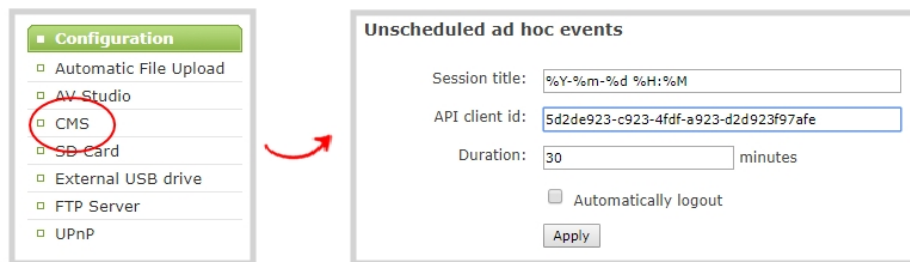 Configuration
Automatic File Upload
AV Studio
CMS
SD Card
External USB drive
FTP Server
UPnP
Unscheduled ad hoc events
Session title: %Y-%m-%d %H:%M
API client id: 5d2de923-c923-4fdf-a923-d2d923f97afe
Duration: 30 minutes
Automatically logout
Apply